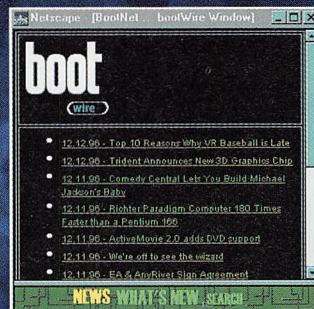 Netscape - [BootNet ... bootWire Window]
boot
wire
12.12.96 - Top 10 Reasons Why VR Baseball is Late
12.12.96 - Trident Announces New 3D Graphics Chip
12.11.96 - Comedy Central Lets You Build Michael
Jackson's Baby
12.11.96 - Richter Paradigm Computer 180 Times
Faster than a Pentium 166
12.11.96 - ActiveMovie 2.0 adds DVD support
12.11.96 - We're off to see the wizard
12.11.96 - EA & AnyRiver Sign Agreement
NEWS WHAT'S NEW SEARCH